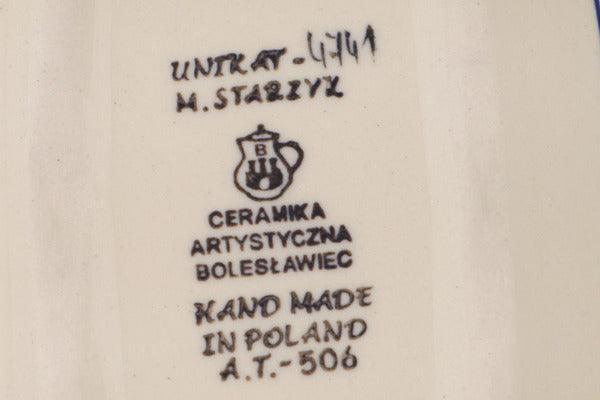 UNIKAT-4741
M. STARZYK
B
CERAMIKA
ARTYSTYCZNA
BOLESŁAWIEC
HAND MADE
IN POLAND
A.T.-506